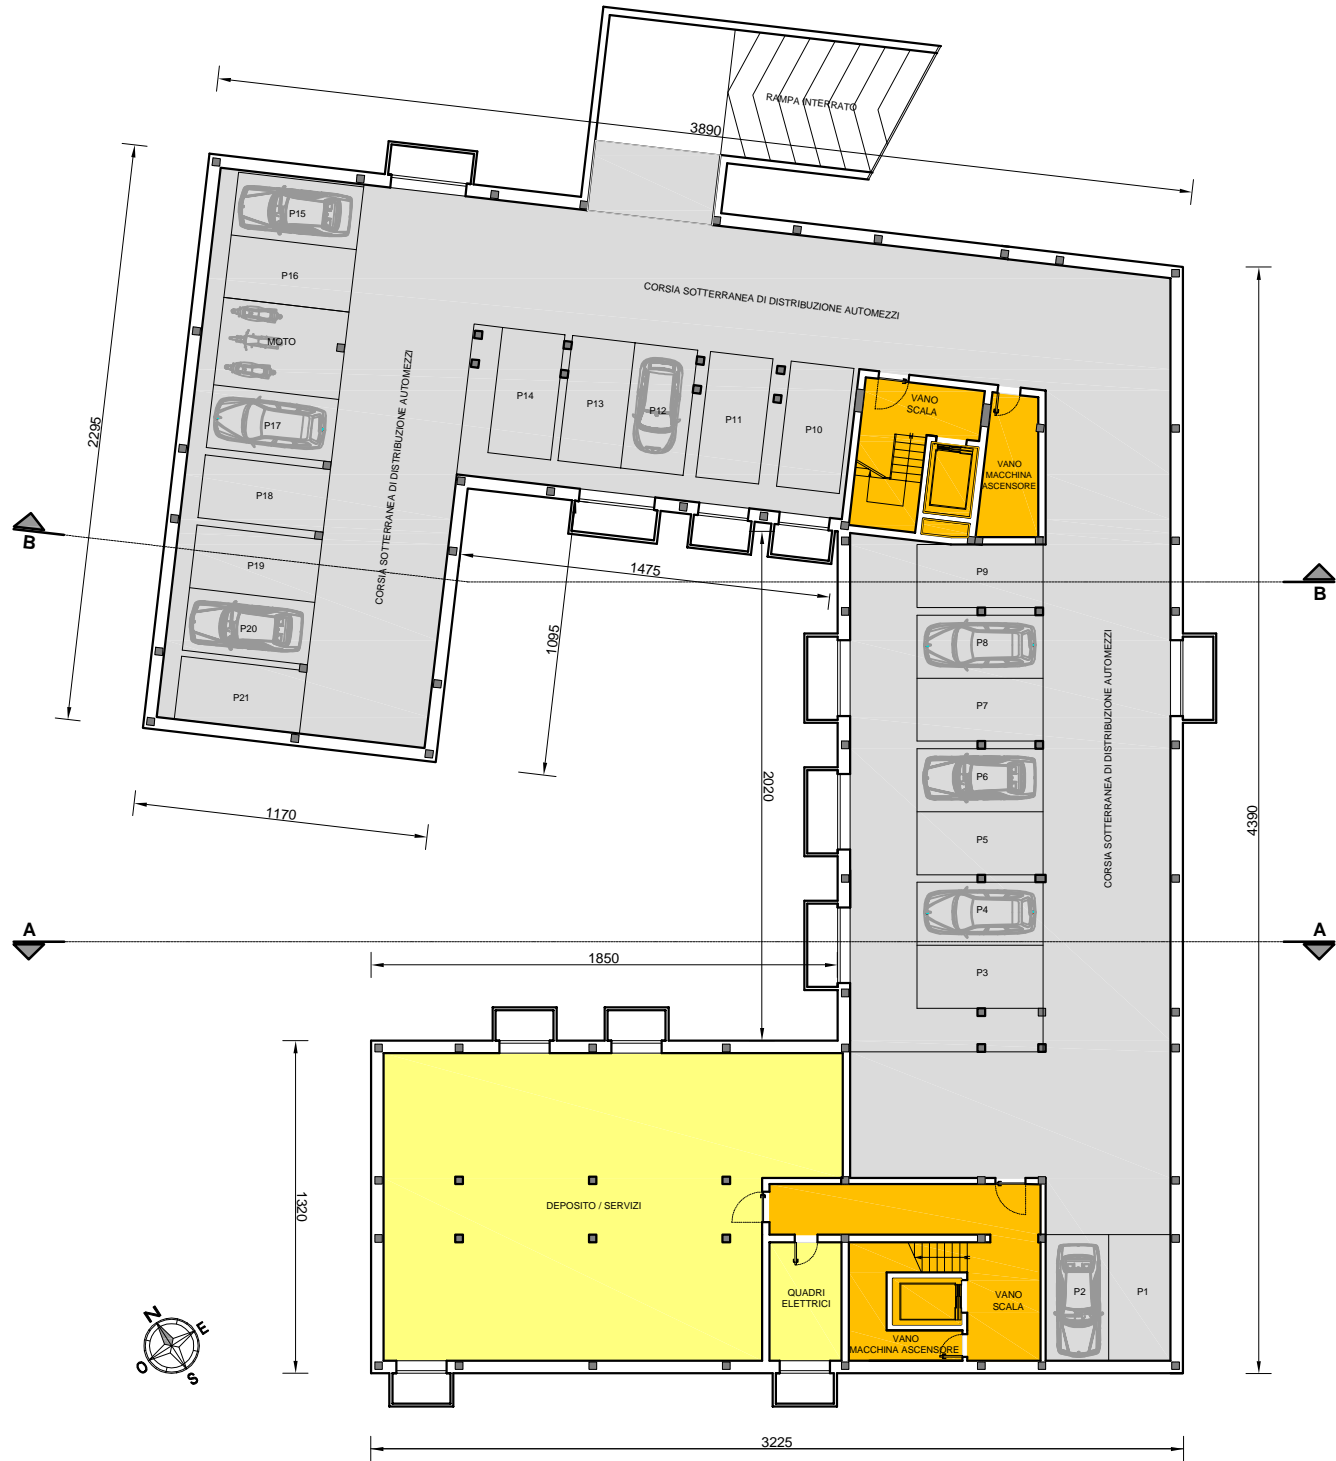 RAMPA INTERRATO
3890
P15
P16
MOTO
P17
P18
P19
P20
P21
2295
1170
CORSIA SOTTERRANEA DI DISTRIBUZIONE AUTOMEZZI
CORSIA SOTTERRANEA DI DISTRIBUZIONE AUTOMEZZI
P14
P13
P12
P11
P10
VANO
SCALA
VANO
MACCHINA
ASCENSORE
B
B
1475
1095
2020
P9
P8
P7
P6
P5
P4
P3
CORSIA SOTTERRANEA DI DISTRIBUZIONE AUTOMEZZI
4390
A
A
1850
1320
DEPOSITO / SERVIZI
QUADRI
ELETTRICI
VANO
SCALA
VANO
MACCHINA ASCENSORE
P2
P1
N
E
O
S
3225